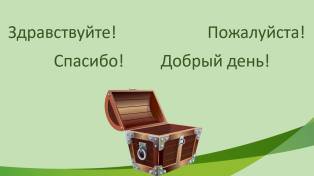 Здравствуйте! Пожалуйста!
Спасибо! Добрый день!